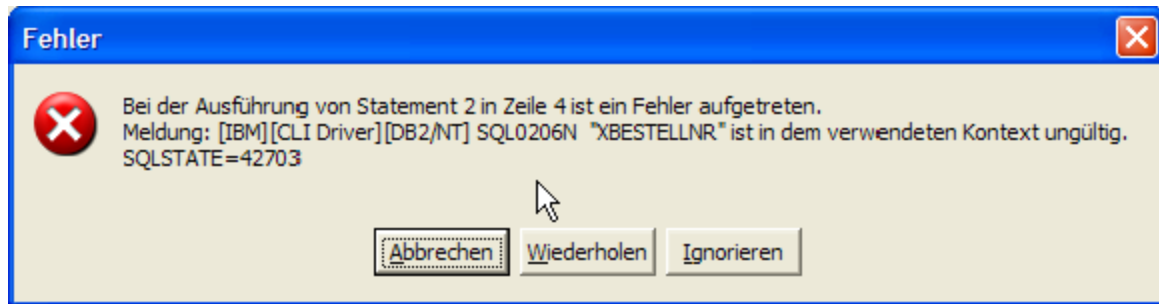 Fehler
Bei der Ausführung von Statement 2 in Zeile 4 ist ein Fehler aufgetreten.
Meldung: [IBM][CLI Driver][DB2/NT] SQL0206N "XBESTELLNR" ist in dem verwendeten Kontext ungültig.
SQLSTATE=42703
Abbrechen Wiederholen Ignorieren